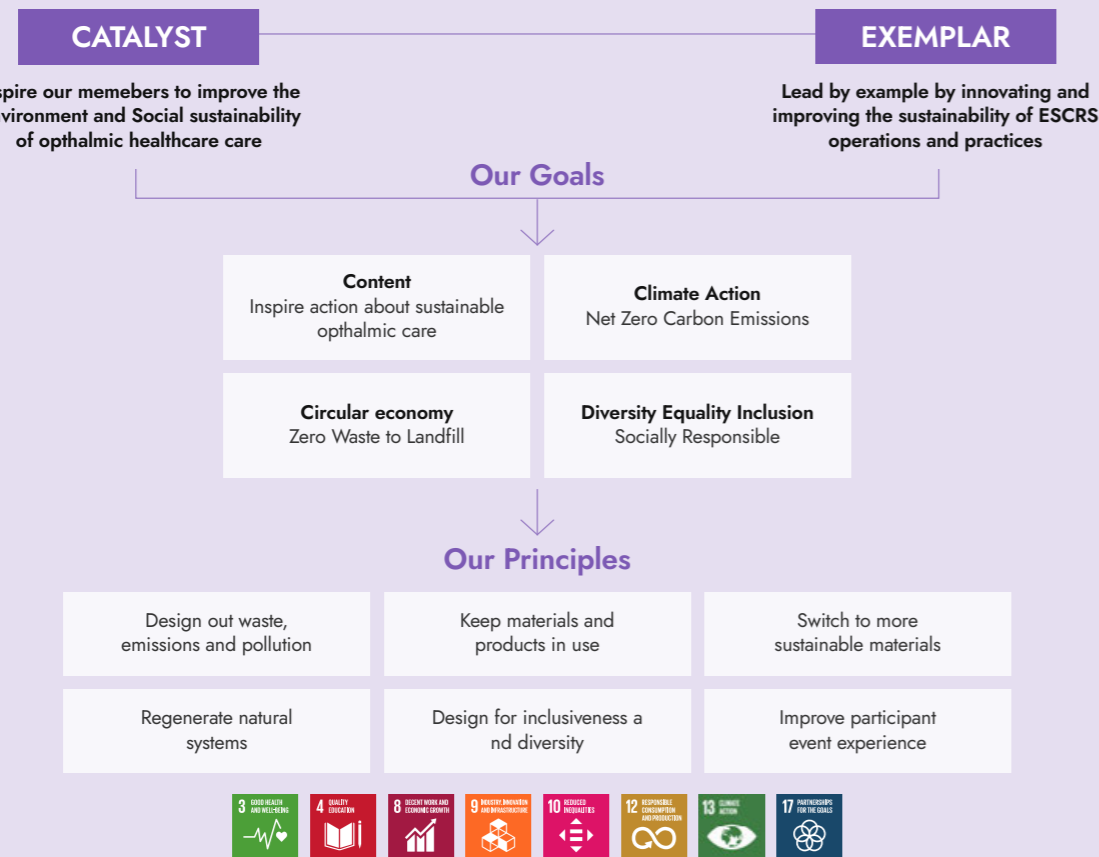 CATALYST
EXEMPLAR
spire our memebers to improve the
vironment and Social sustainability
of opthalmic healthcare care
Lead by example by innovating and
improving the sustainability of ESCRS
operations and practices
Our Goals
Content
Inspire action about sustainable
opthalmic care
Climate Action
Net Zero Carbon Emissions
Circular economy
Zero Waste to Landfill
Diversity Equality Inclusion
Socially Responsible
Our Principles
Design out waste,
emissions and pollution
Keep materials and
products in use
Switch to more
sustainable materials
Regenerate natural
systems
Design for inclusiveness a
nd diversity
Improve participant
event experience
3 GOOD HEALTH
AND WELL-BEING
4 QUALITY
EDUCATION
8 DECENT WORK AND
ECONOMIC GROWTH
9 INDUSTRY, INNOVATION
AND INFRASTRUCTURE
10 REDUCED
INEQUALITIES
12 RESPONSIBLE
CONSUMPTION
AND PRODUCTION
13 CLIMATE
ACTION
17 PARTNERSHIPS
FOR THE GOALS